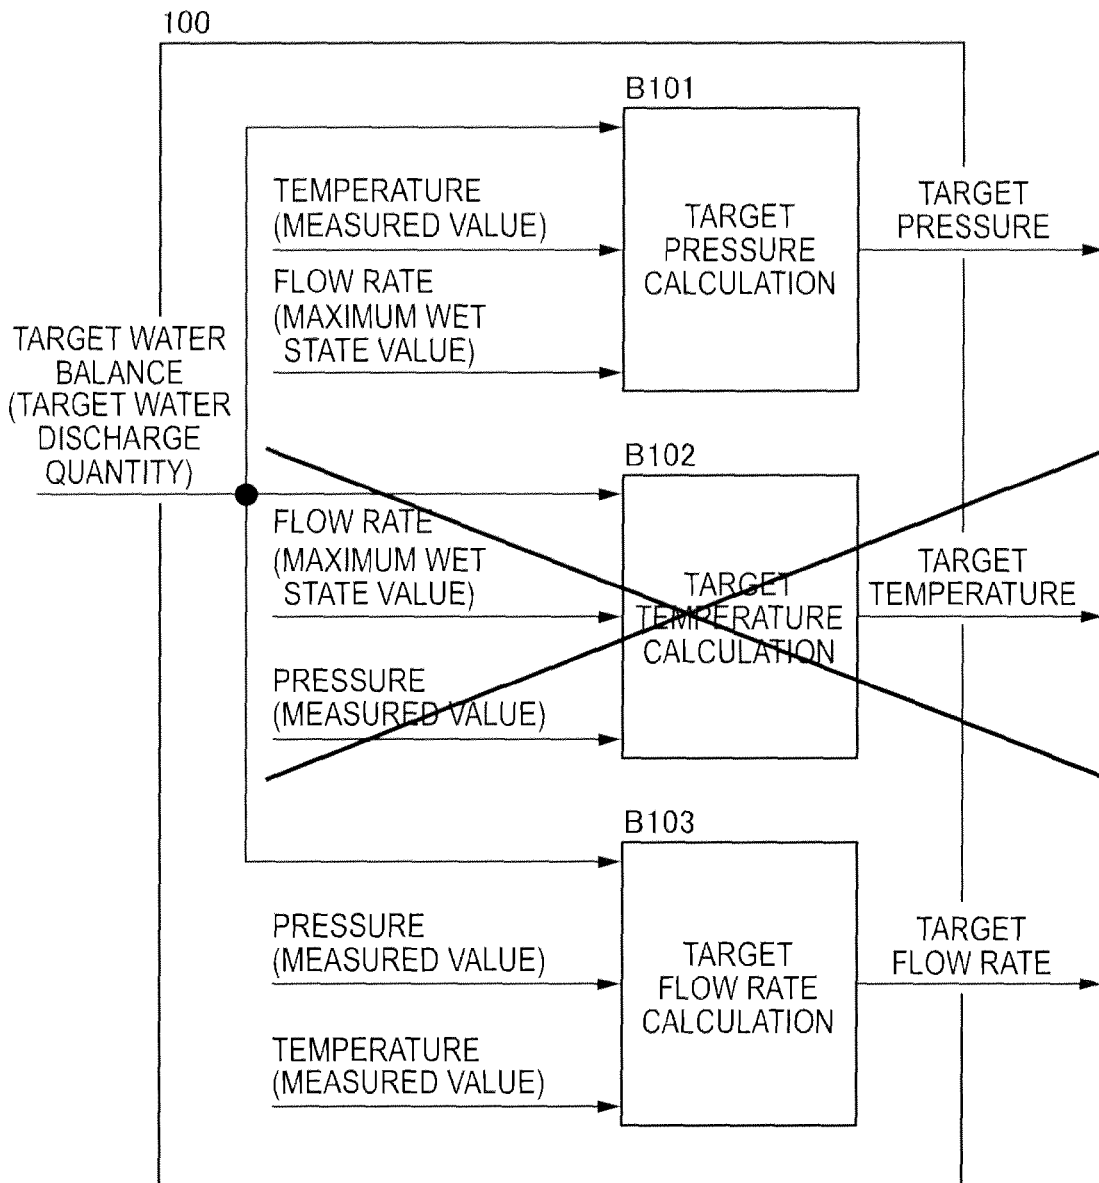 100
B101
TEMPERATURE
(MEASURED VALUE)
FLOW RATE
(MAXIMUM WET
STATE VALUE)
TARGET
PRESSURE
CALCULATION
TARGET
PRESSURE
TARGET WATER
BALANCE
(TARGET WATER
DISCHARGE
QUANTITY)
B102
FLOW RATE
(MAXIMUM WET
STATE VALUE)
PRESSURE
(MEASURED VALUE)
TARGET
TEMPERATURE
CALCULATION
TARGET
TEMPERATURE
B103
PRESSURE
(MEASURED VALUE)
TEMPERATURE
(MEASURED VALUE)
TARGET
FLOW RATE
CALCULATION
TARGET
FLOW RATE